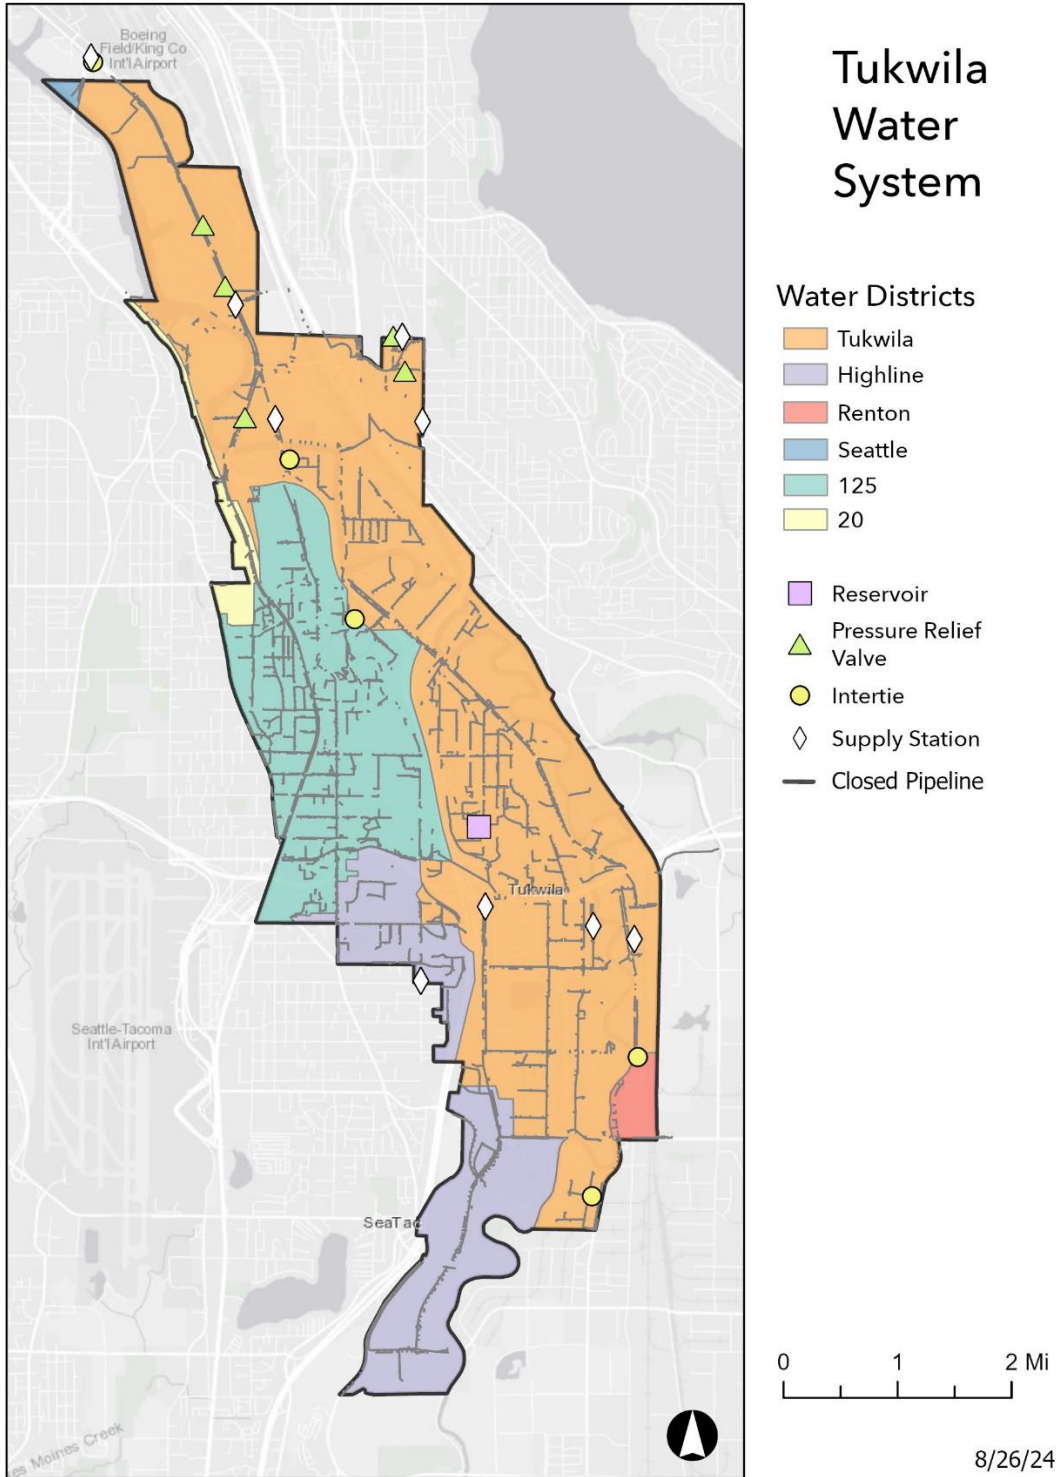 Boeing
Field/King Co
Int'l Airport
Tukwila
Seattle-Tacoma
Int'l Airport
SeaTac
es Moines Creek
Tukwila
Water
System
Water Districts
Tukwila
Highline
Renton
Seattle
125
20
Reservoir
Pressure Relief
Valve
Intertie
Supply Station
Closed Pipeline
0 1 2 Mi
8/26/24